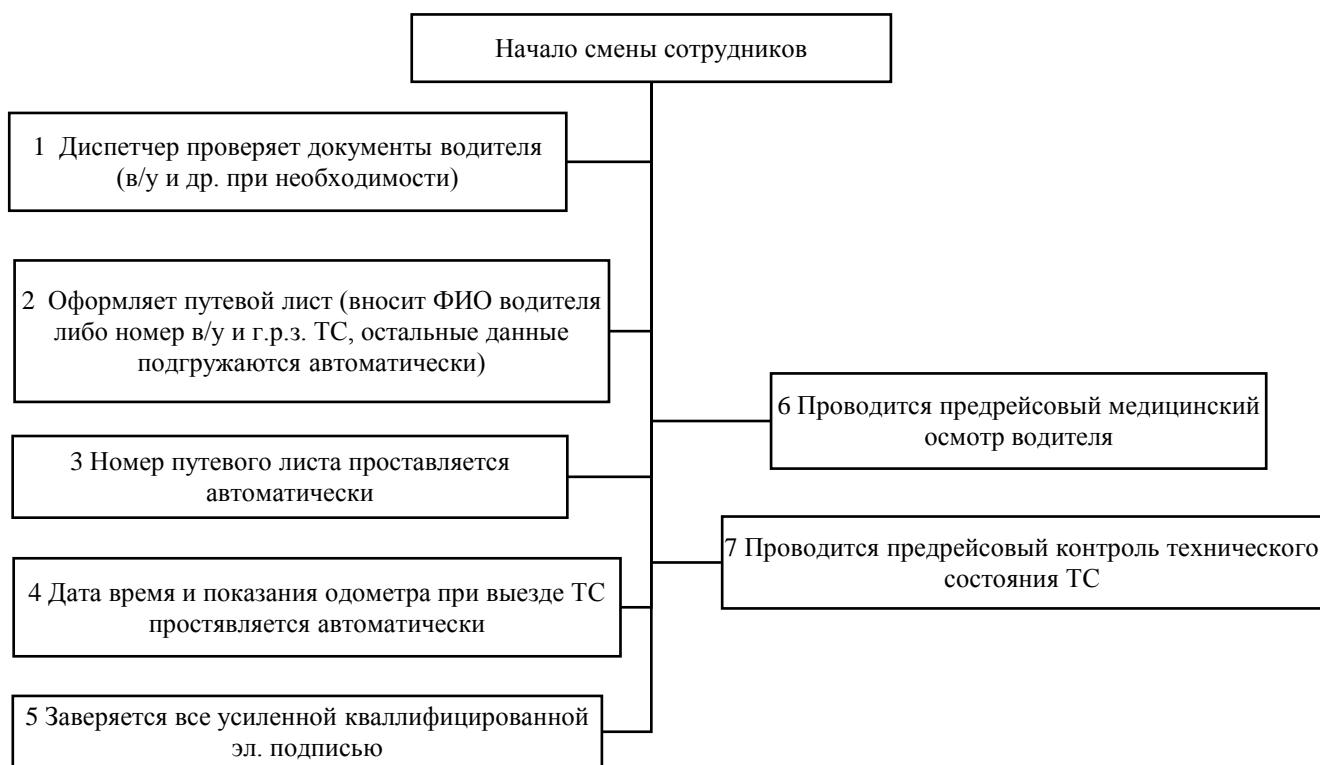 Начало смены сотрудников
1 Диспетчер проверяет документы водителя
(в/у и др. при необходимости)
2 Оформляет путевой лист (вносит ФИО водителя
либо номер в/у и г.р.з. ТС, остальные данные
подгружаются автоматически)
3 Номер путевого листа проставляется
автоматически
4 Дата время и показания одометра при выезде ТС
простявляется автоматически
5 Заверяется все усиленной кваллифицированной
эл. подписью
6 Проводится предрейсовый медицинский
осмотр водителя
7 Проводится предрейсовый контроль технического
состояния ТС